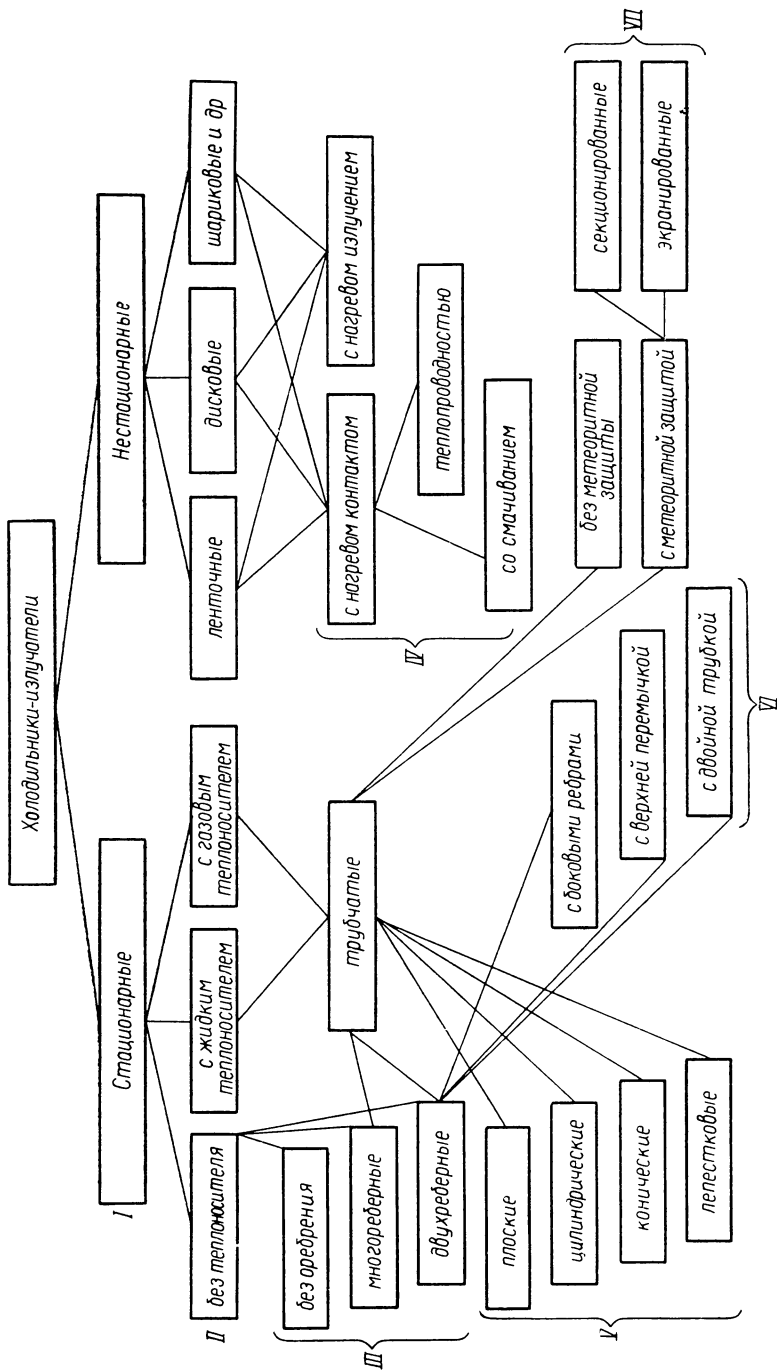 Холодильники-излучатели
I
Стационарные
Нестационарные
II
без теплоносителя
с жидким
теплоносителем
с газовым
теплоносителем
ленточные
дисковые
шариковые и др
III
без оребрения
многореберные
двухреберные
трубчатые
IV
с нагревом контактом
с нагревом излучением
теплопроводностью
со смачиванием
V
плоские
цилиндрические
конические
лепестковые
с боковыми ребрами
с верхней перемычкой
с двойной трубкой
VI
без метеоритной
защиты
с метеоритной защитой
секционированные
экранированные
VII